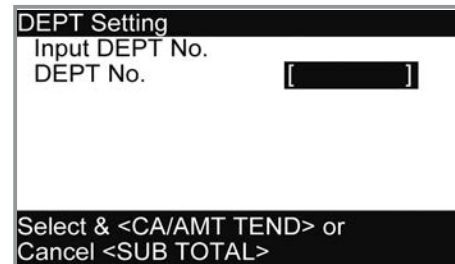 DEPT Setting
Input DEPT No.
DEPT No. [ ]
Select & <CA/AMT TEND> or
Cancel <SUB TOTAL>